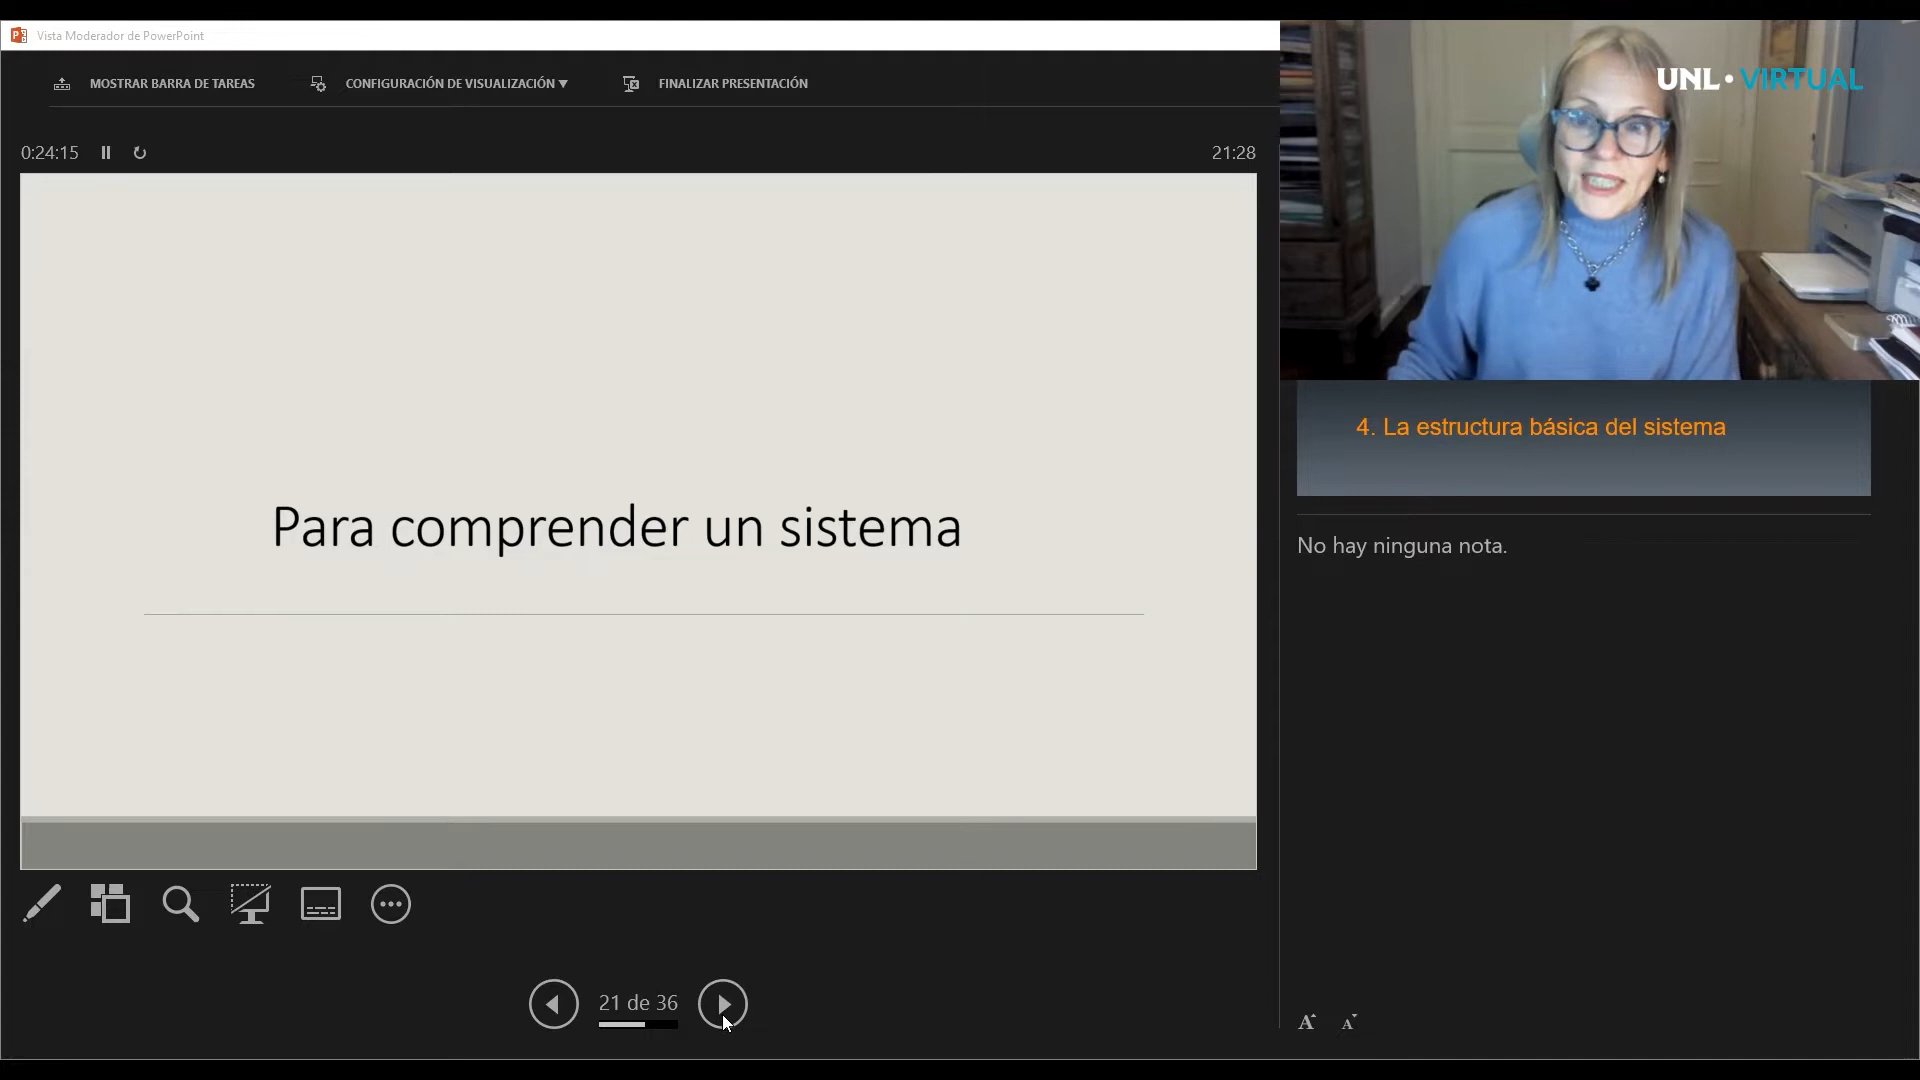 Vista Moderador de PowerPoint
MOSTRAR BARRA DE TAREAS
CONFIGURACIÓN DE VISUALIZACIÓN ▼
FINALIZAR PRESENTACIÓN
0:24:15
21:28
UNL • VIRTUAL
Para comprender un sistema
4. La estructura básica del sistema
No hay ninguna nota.
21 de 36
A A